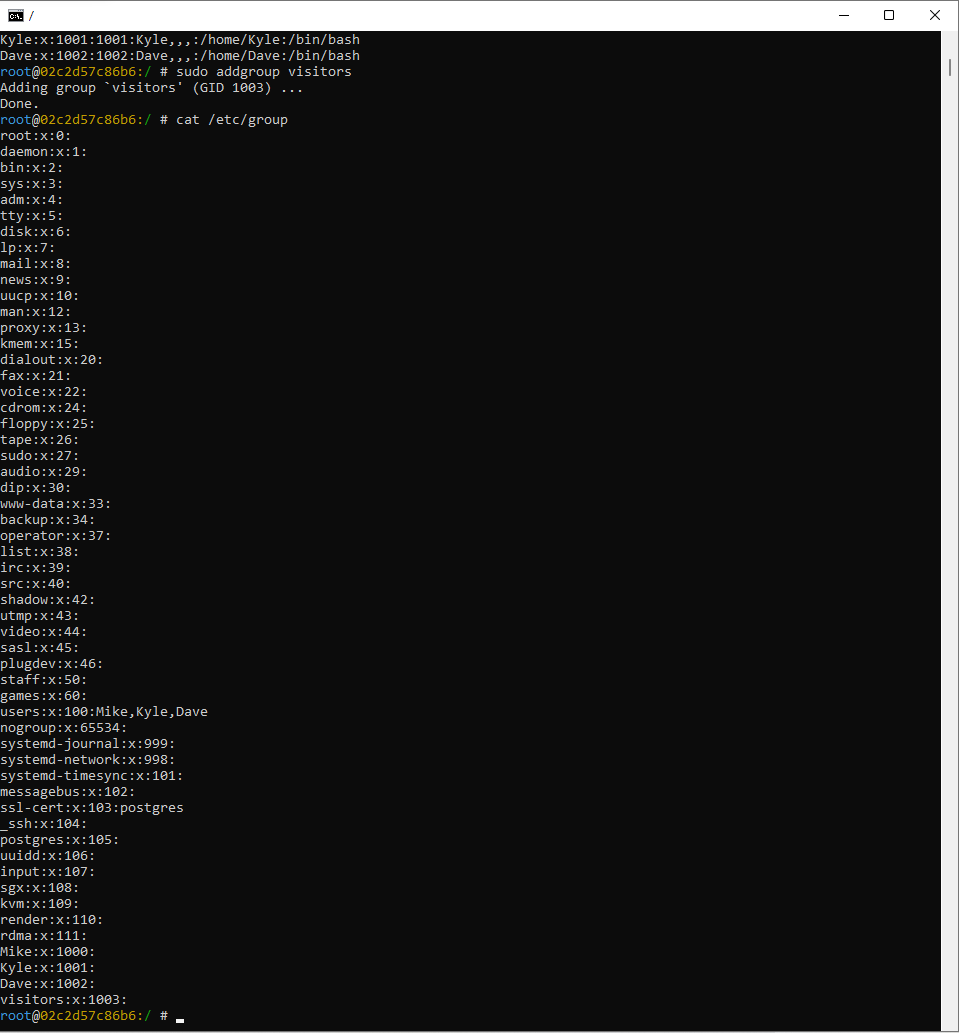 /
Kyle:x:1001:1001:Kyle,,,:/home/Kyle:/bin/bash
Dave:x:1002:1002:Dave,,,:/home/Dave:/bin/bash
root@02c2d57c86b6:/ # sudo addgroup visitors
Adding group `visitors' (GID 1003) ...
Done.
root@02c2d57c86b6:/ # cat /etc/group
root:x:0:
daemon:x:1:
bin:x:2:
sys:x:3:
adm:x:4:
tty:x:5:
disk:x:6:
lp:x:7:
mail:x:8:
news:x:9:
uucp:x:10:
man:x:12:
proxy:x:13:
kmem:x:15:
dialout:x:20:
fax:x:21:
voice:x:22:
cdrom:x:24:
floppy:x:25:
tape:x:26:
sudo:x:27:
audio:x:29:
dip:x:30:
www-data:x:33:
backup:x:34:
operator:x:37:
list:x:38:
irc:x:39:
src:x:40:
shadow:x:42:
utmp:x:43:
video:x:44:
sasl:x:45:
plugdev:x:46:
staff:x:50:
games:x:60:
users:x:100:Mike,Kyle,Dave
nogroup:x:65534:
systemd-journal:x:999:
systemd-network:x:998:
systemd-timesync:x:101:
messagebus:x:102:
ssl-cert:x:103:postgres
_ssh:x:104:
postgres:x:105:
uuidd:x:106:
input:x:107:
sgx:x:108:
kvm:x:109:
render:x:110:
rdma:x:111:
Mike:x:1000:
Kyle:x:1001:
Dave:x:1002:
visitors:x:1003:
root@02c2d57c86b6:/ #